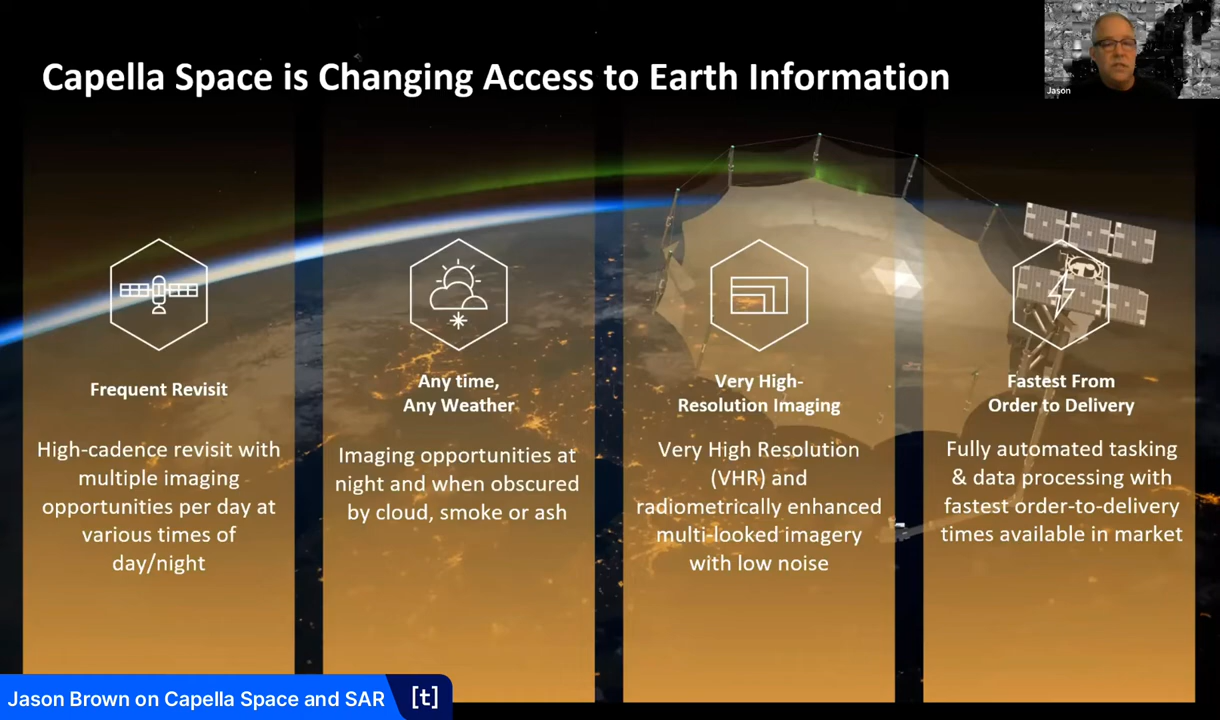 Capella Space is Changing Access to Earth Information
Jason
Frequent Revisit
High-cadence revisit with
multiple imaging
opportunities per day at
various times of
day/night
Any time,
Any Weather
Imaging opportunities at
night and when obscured
by cloud, smoke or ash
Very High-
Resolution Imaging
Very High Resolution
(VHR) and
radiometrically enhanced
multi-looked imagery
with low noise
Fastest From
Order to Delivery
Fully automated tasking
& data processing with
fastest order-to-delivery
times available in market
Jason Brown on Capella Space and SAR
[t]